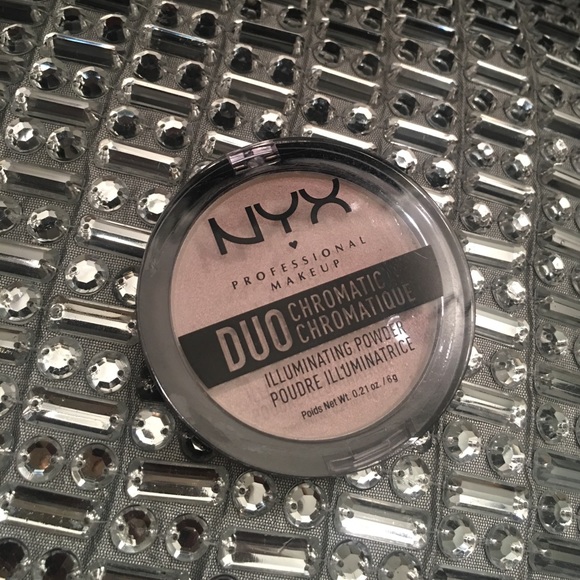 NYX
PROFESSIONAL
MAKEUP
DUO CHROMATIC
CHROMATIQUE
ILLUMINATING POWDER
POUDRE ILLUMINATRICE
Poids Net Wt. 0.21 oz. / 6g